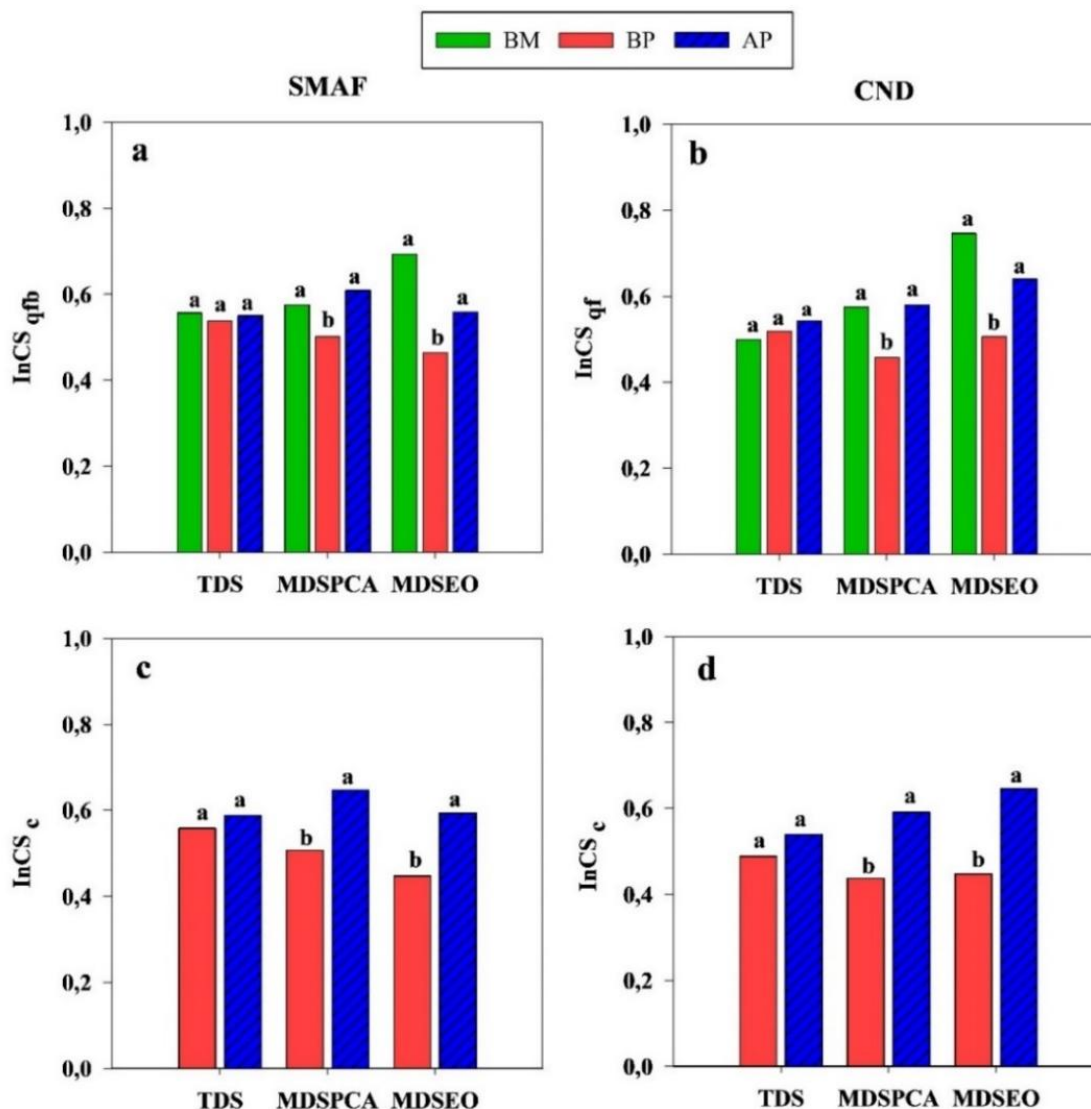 BM BP AP
SMAF
CND
a
InCS qfb
1,0
0,8
0,6
0,4
0,2
0,0
a a a
a b a
a b a
TDS MDSPCA MDSEO
b
InCS qf
1,0
0,8
0,6
0,4
0,2
0,0
a a a
a b a
a b a
TDS MDSPCA MDSEO
c
InCS c
1,0
0,8
0,6
0,4
0,2
0,0
a a
b a
b a
TDS MDSPCA MDSEO
d
InCS c
1,0
0,8
0,6
0,4
0,2
0,0
a a
b a
b a
TDS MDSPCA MDSEO